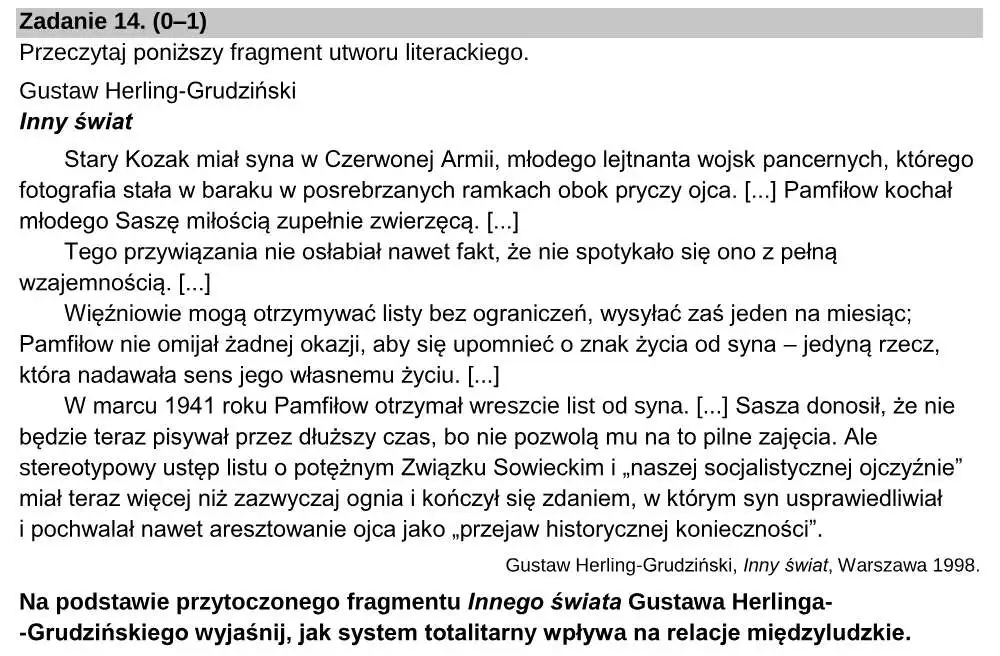 Zadanie 14. (0–1)
Przeczytaj poniższy fragment utworu literackiego.
Gustaw Herling-Grudziński
Inny świat
Stary Kozak miał syna w Czerwonej Armii, młodego lejtnanta wojsk pancernych, którego
fotografia stała w baraku w posrebrzanych ramkach obok pryczy ojca. [...] Pamfiłow kochał
młodego Saszę miłością zupełnie zwierzęcą. [...]
Tego przywiązania nie osłabiał nawet fakt, że nie spotykało się ono z pełną
wzajemnością. [...]
Więźniowie mogą otrzymywać listy bez ograniczeń, wysyłać zaś jeden na miesiąc;
Pamfiłow nie omijał żadnej okazji, aby się upomnieć o znak życia od syna – jedyną rzecz,
która nadawała sens jego własnemu życiu. [...]
W marcu 1941 roku Pamfiłow otrzymał wreszcie list od syna. [...] Sasza donosił, że nie
będzie teraz pisywał przez dłuższy czas, bo nie pozwolą mu na to pilne zajęcia. Ale
stereotypowy ustęp listu o potężnym Związku Sowieckim i „naszej socjalistycznej ojczyźnie”
miał teraz więcej niż zazwyczaj ognia i kończył się zdaniem, w którym syn usprawiedliwiał
i pochwalał nawet aresztowanie ojca jako „przejaw historycznej konieczności”.
Gustaw Herling-Grudziński, Inny świat, Warszawa 1998.
Na podstawie przytoczonego fragmentu Innego świata Gustawa Herlinga-
-Grudzińskiego wyjaśnij, jak system totalitarny wpływa na relacje międzyludzkie.